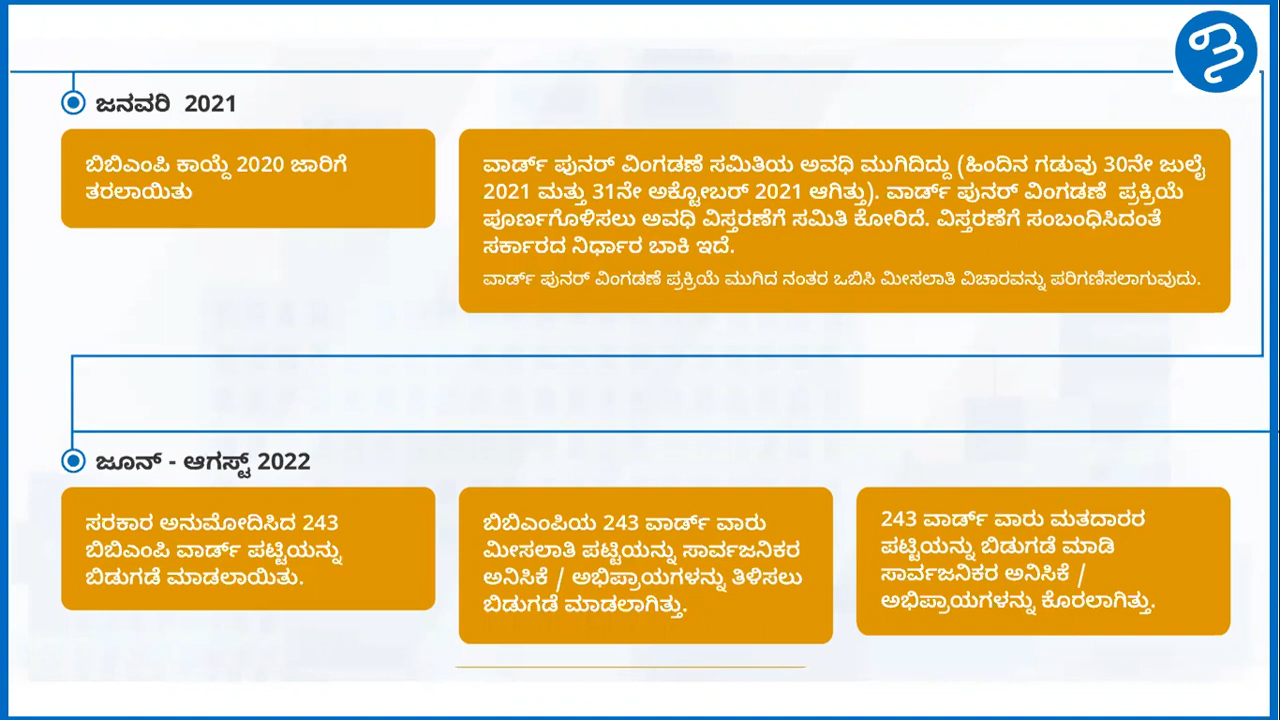 ಜನವರಿ 2021
ಬಿಬಿಎಂಪಿ ಕಾಯ್ದೆ 2020 ಜಾರಿಗೆ
ತರಲಾಯಿತು
ವಾರ್ಡ್ ಪುನರ್ ವಿಂಗಡಣೆ ಸಮಿತಿಯ ಅವಧಿ ಮುಗಿದಿದ್ದು (ಹಿಂದಿನ ಗಡುವು 30ನೇ ಜುಲೈ
2021 ಮತ್ತು 31ನೇ ಅಕ್ಟೋಬರ್ 2021 ಆಗಿತ್ತು). ವಾರ್ಡ್ ಪುನರ್ ವಿಂಗಡಣೆ ಪ್ರಕ್ರಿಯೆ
ಪೂರ್ಣಗೊಳಿಸಲು ಅವಧಿ ವಿಸ್ತರಣೆಗೆ ಸಮಿತಿ ಕೋರಿದೆ. ವಿಸ್ತರಣೆಗೆ ಸಂಬಂಧಿಸಿದಂತೆ
ಸರ್ಕಾರದ ನಿರ್ಧಾರ ಬಾಕಿ ಇದೆ.
ವಾರ್ಡ್ ಪುನರ್ ವಿಂಗಡಣೆ ಪ್ರಕ್ರಿಯೆ ಮುಗಿದ ನಂತರ ಒಬಿಸಿ ಮೀಸಲಾತಿ ವಿಚಾರವನ್ನು ಪರಿಗಣಿಸಲಾಗುವುದು.
ಜೂನ್ - ಆಗಸ್ಟ್ 2022
ಸರಕಾರ ಅನುಮೋದಿಸಿದ 243
ಬಿಬಿಎಂಪಿ ವಾರ್ಡ್ ಪಟ್ಟಿಯನ್ನು
ಬಿಡುಗಡೆ ಮಾಡಲಾಯಿತು.
ಬಿಬಿಎಂಪಿಯ 243 ವಾರ್ಡ್ ವಾರು
ಮೀಸಲಾತಿ ಪಟ್ಟಿಯನ್ನು ಸಾರ್ವಜನಿಕರ
ಅನಿಸಿಕೆ / ಅಭಿಪ್ರಾಯಗಳನ್ನು ತಿಳಿಸಲು
ಬಿಡುಗಡೆ ಮಾಡಲಾಗಿತ್ತು.
243 ವಾರ್ಡ್ ವಾರು ಮತದಾರರ
ಪಟ್ಟಿಯನ್ನು ಬಿಡುಗಡೆ ಮಾಡಿ
ಸಾರ್ವಜನಿಕರ ಅನಿಸಿಕೆ /
ಅಭಿಪ್ರಾಯಗಳನ್ನು ಕೊರಲಾಗಿತ್ತು.